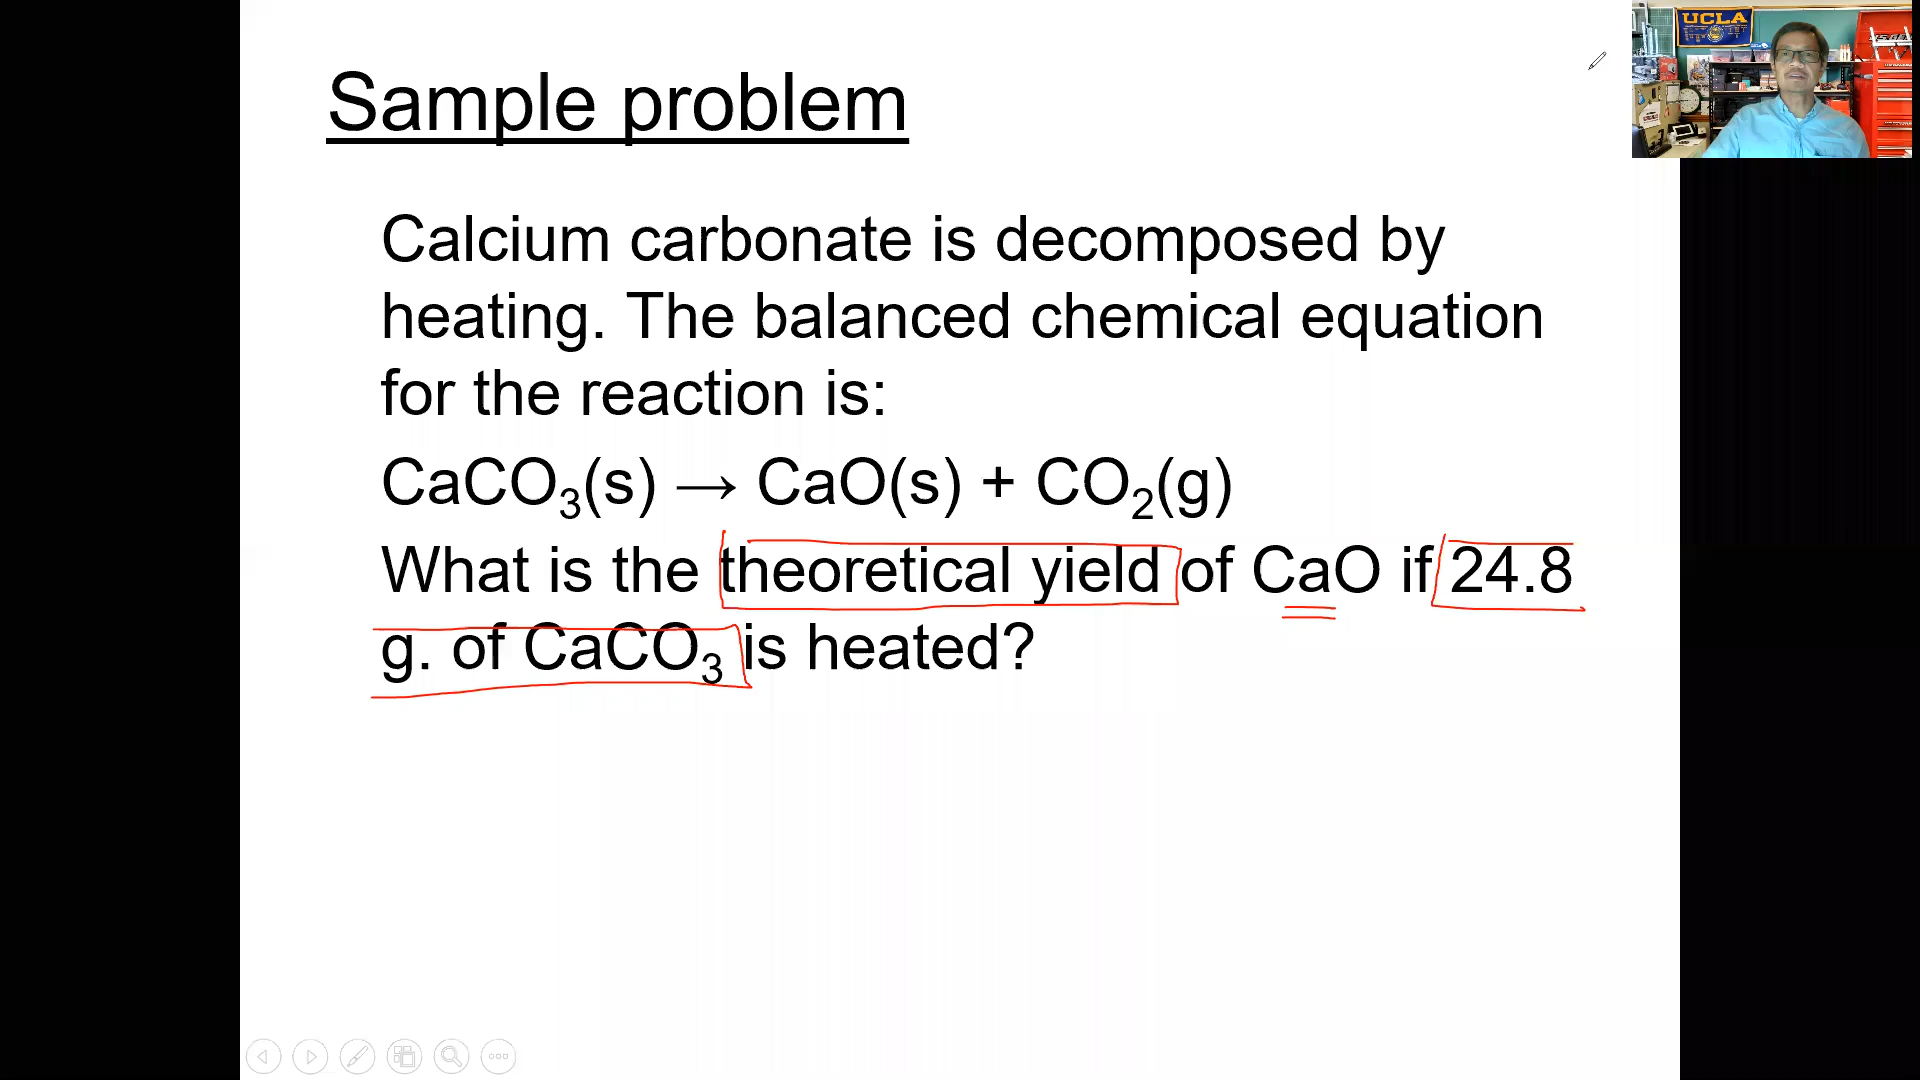 Sample problem
UCLA
Calcium carbonate is decomposed by
heating. The balanced chemical equation
for the reaction is:
CaCO₃(s) → CaO(s) + CO₂(g)
What is the theoretical yield of CaO if 24.8
g. of CaCO₃ is heated?